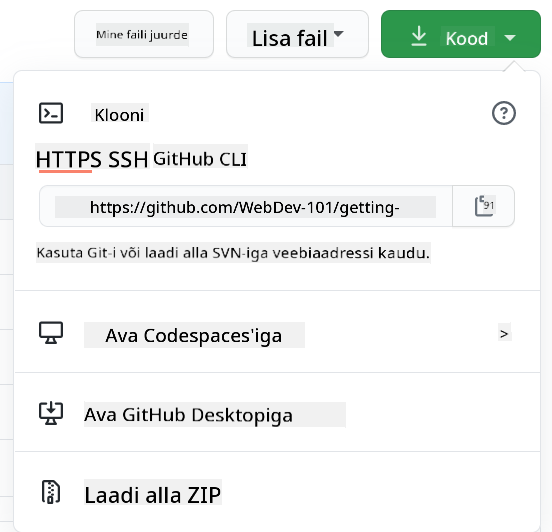 Mine faili juurde Lisa fail Kood
Klooni
HTTPS SSH GitHub CLI
https://github.com/WebDev-101/getting-
91
Kasuta Git-i või laadi alla SVN-iga veebiaadressi kaudu.
Ava Codespaces'iga >
Ava GitHub Desktopiga
Laadi alla ZIP